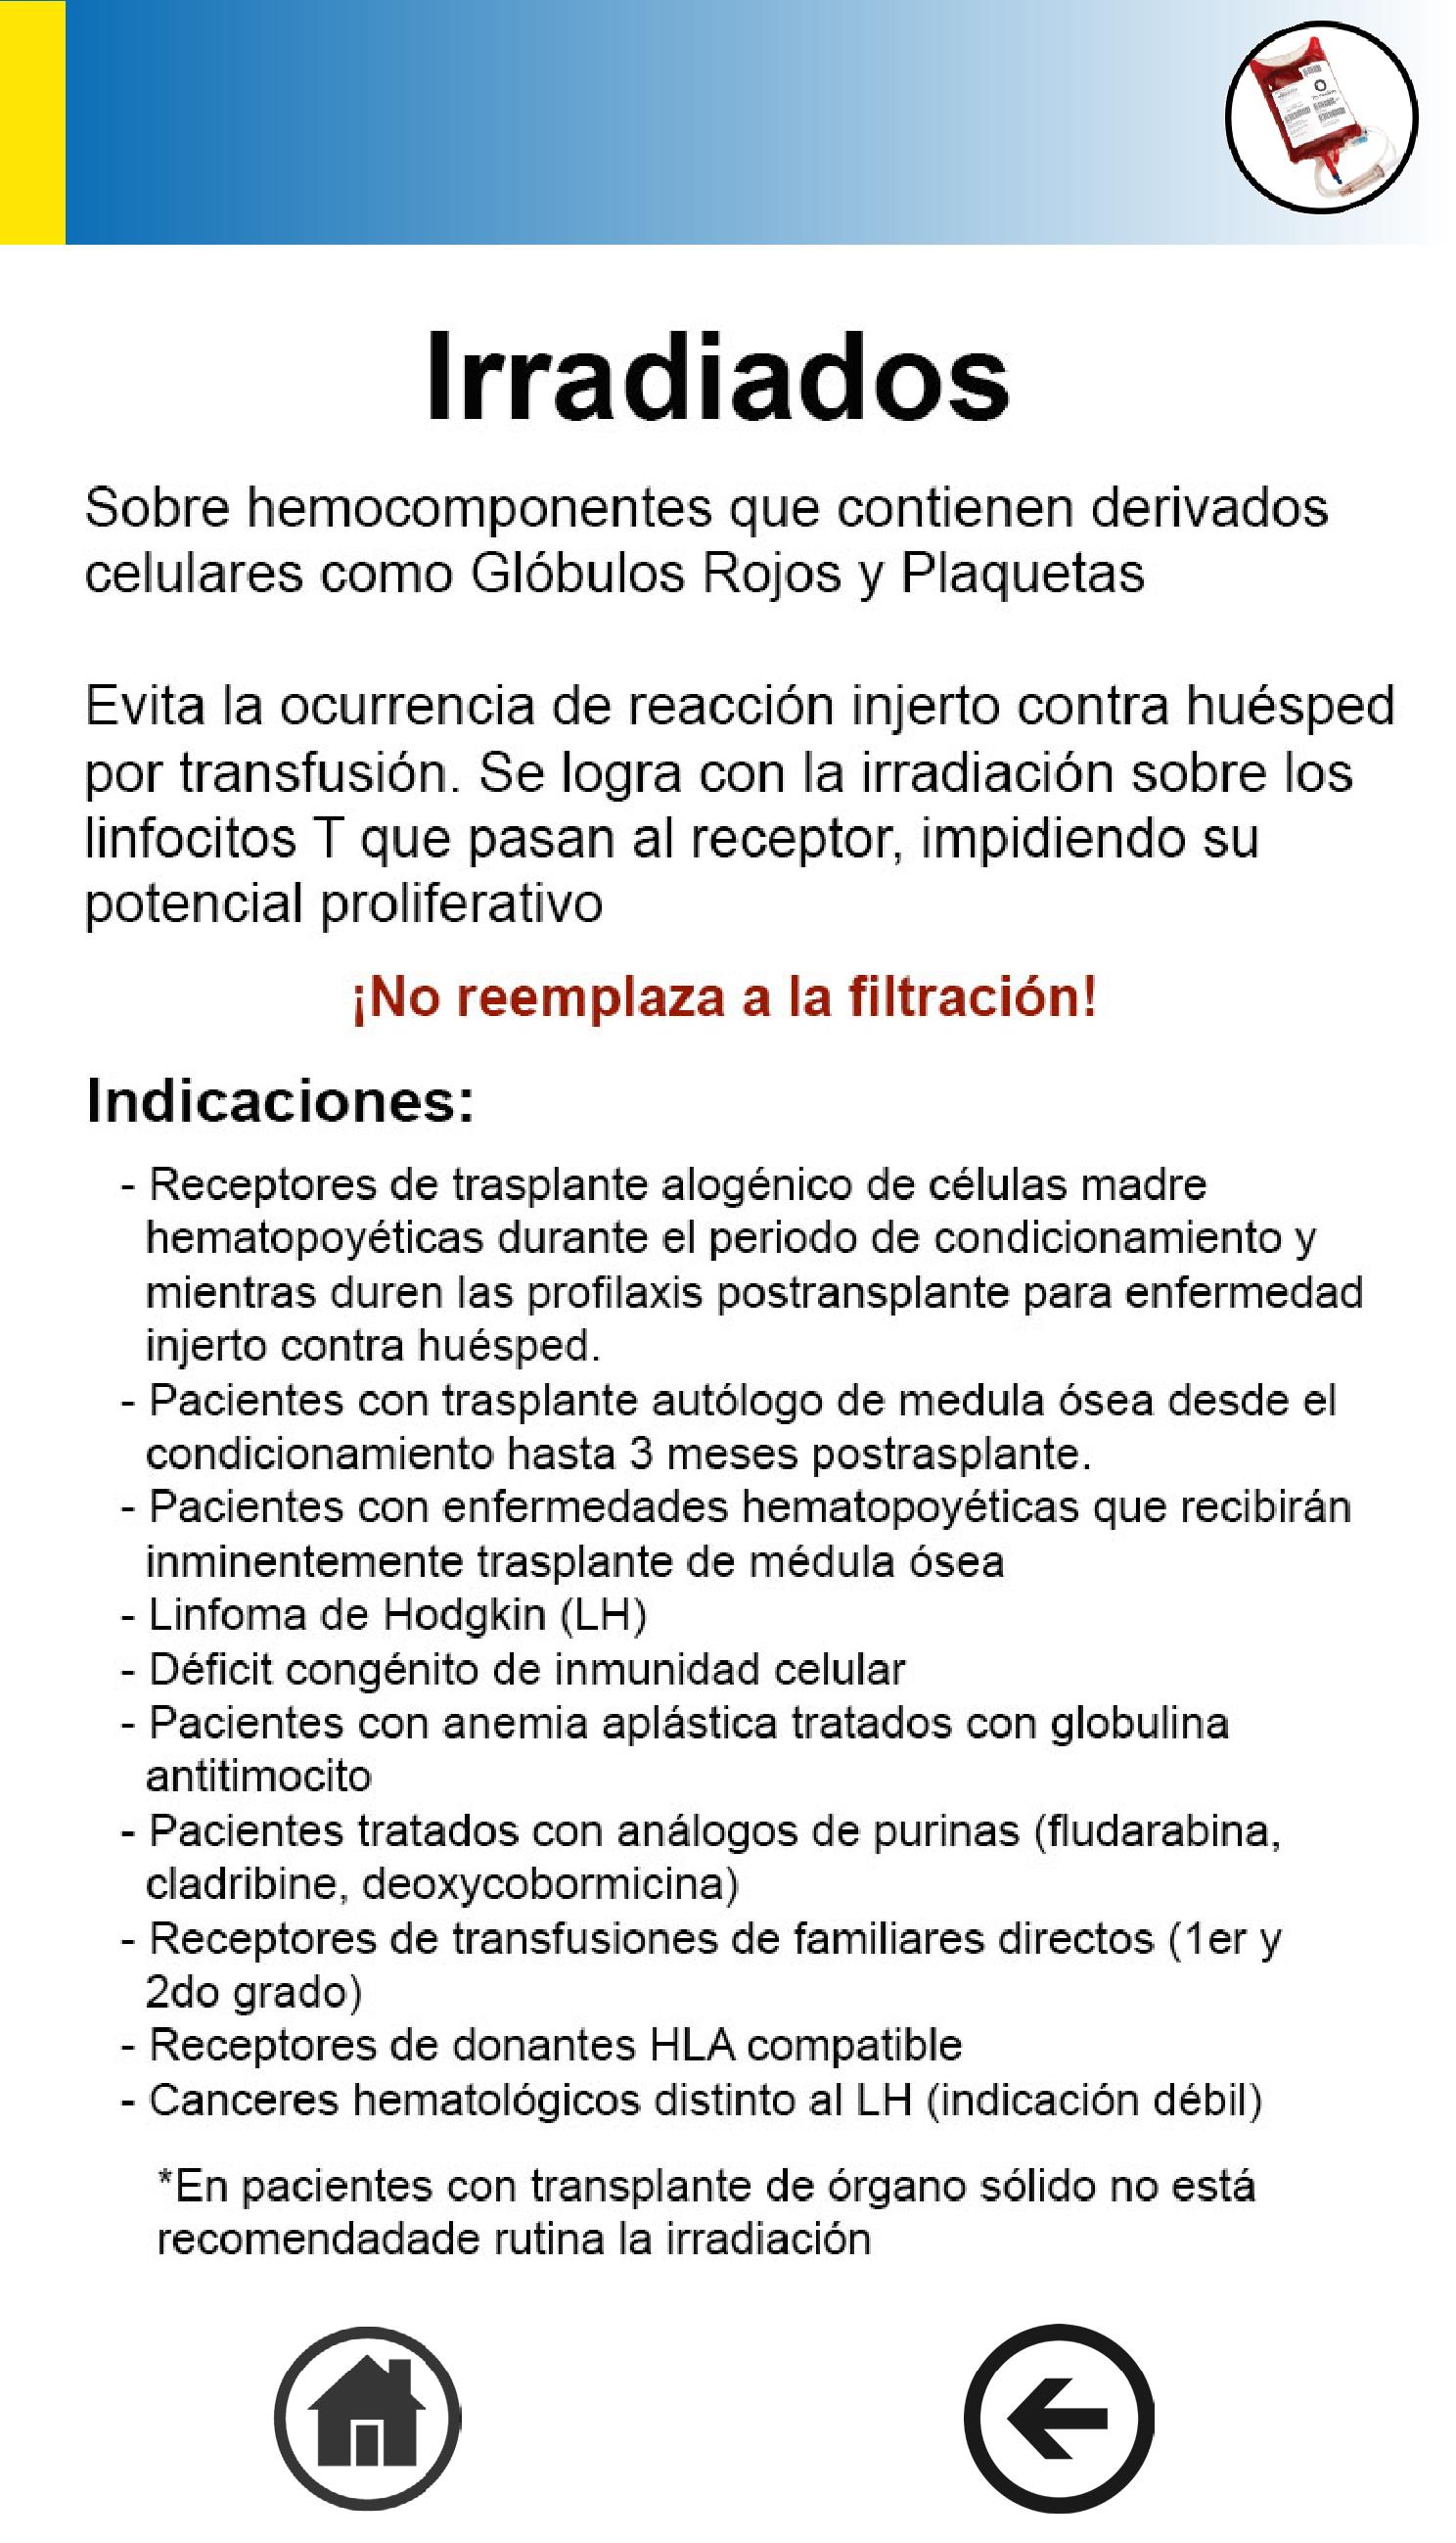 Irradiados
Sobre hemocomponentes que contienen derivados
celulares como Glóbulos Rojos y Plaquetas
Evita la ocurrencia de reacción injerto contra huésped
por transfusión. Se logra con la irradiación sobre los
linfocitos T que pasan al receptor, impidiendo su
potencial proliferativo
¡No reemplaza a la filtración!
Indicaciones:
- Receptores de trasplante alogénico de células madre
hematopoyéticas durante el periodo de condicionamiento y
mientras duren las profilaxis postransplante para enfermedad
injerto contra huésped.
- Pacientes con trasplante autólogo de medula ósea desde el
condicionamiento hasta 3 meses postrasplante.
- Pacientes con enfermedades hematopoyéticas que recibirán
inminentemente trasplante de médula ósea
- Linfoma de Hodgkin (LH)
- Déficit congénito de inmunidad celular
- Pacientes con anemia aplástica tratados con globulina
antitimocito
- Pacientes tratados con análogos de purinas (fludarabina,
cladribine, deoxycobormicina)
- Receptores de transfusiones de familiares directos (1er y
2do grado)
- Receptores de donantes HLA compatible
- Canceres hematológicos distinto al LH (indicación débil)
*En pacientes con transplante de órgano sólido no está
recomendadade rutina la irradiación